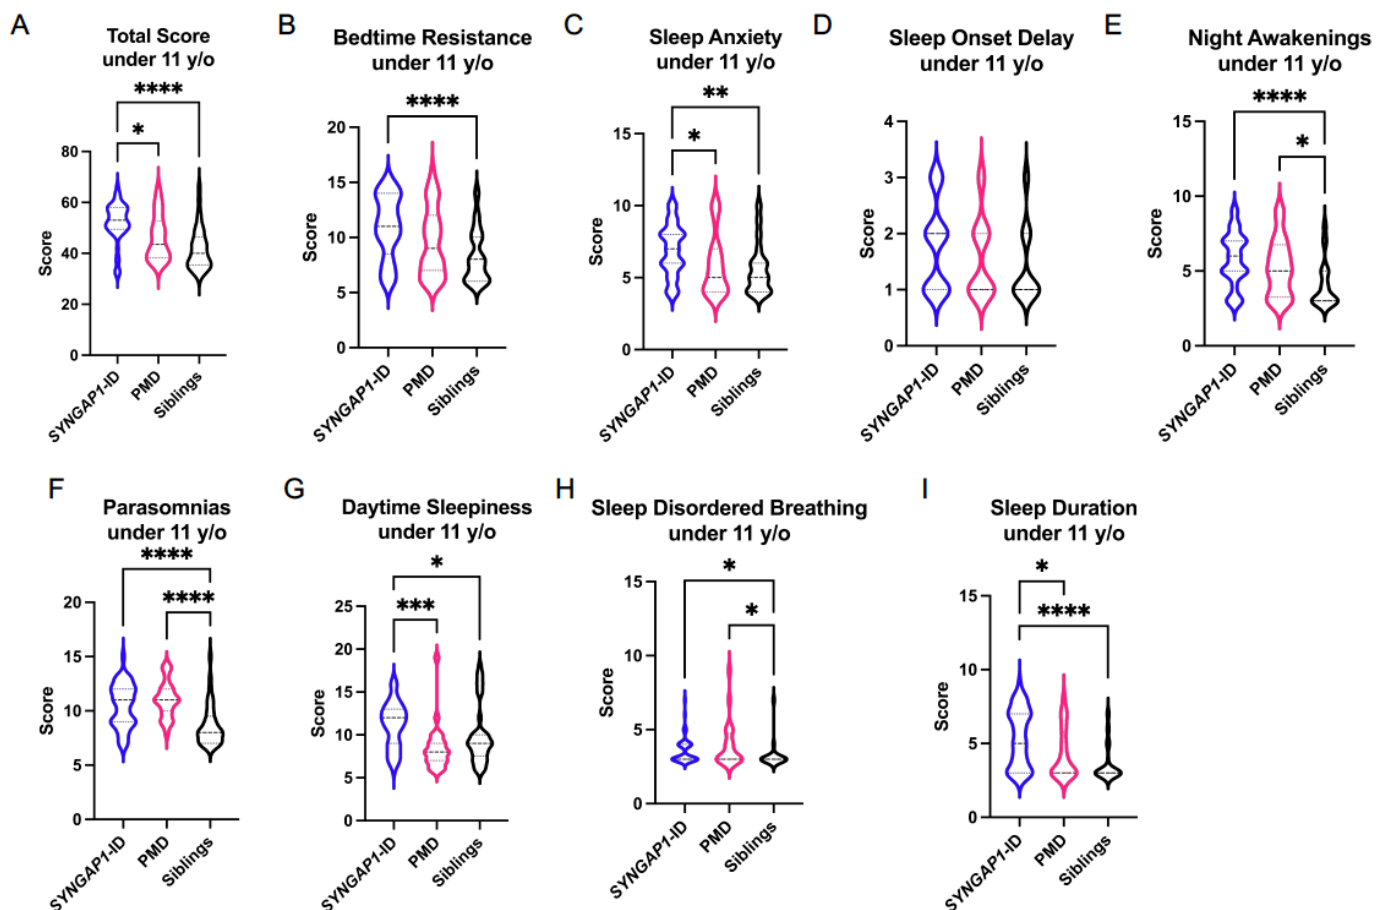 A
Total Score
under 11 y/o
****
*
80
60
40
20
0
Score
SYNGAP1-ID
PMD
Siblings
B
Bedtime Resistance
under 11 y/o
****
20
15
10
5
0
Score
SYNGAP1-ID
PMD
Siblings
C
Sleep Anxiety
under 11 y/o
**
*
15
10
5
0
Score
SYNGAP1-ID
PMD
Siblings
D
Sleep Onset Delay
under 11 y/o
4
3
2
1
0
Score
SYNGAP1-ID
PMD
Siblings
E
Night Awakenings
under 11 y/o
****
*
15
10
5
0
Score
SYNGAP1-ID
PMD
Siblings
F
Parasomnias
under 11 y/o
****
****
20
15
10
5
0
Score
SYNGAP1-ID
PMD
Siblings
G
Daytime Sleepiness
under 11 y/o
*
***
25
20
15
10
5
0
Score
SYNGAP1-ID
PMD
Siblings
H
Sleep Disordered Breathing
under 11 y/o
*
*
15
10
5
0
Score
SYNGAP1-ID
PMD
Siblings
I
Sleep Duration
under 11 y/o
*
****
15
10
5
0
Score
SYNGAP1-ID
PMD
Siblings